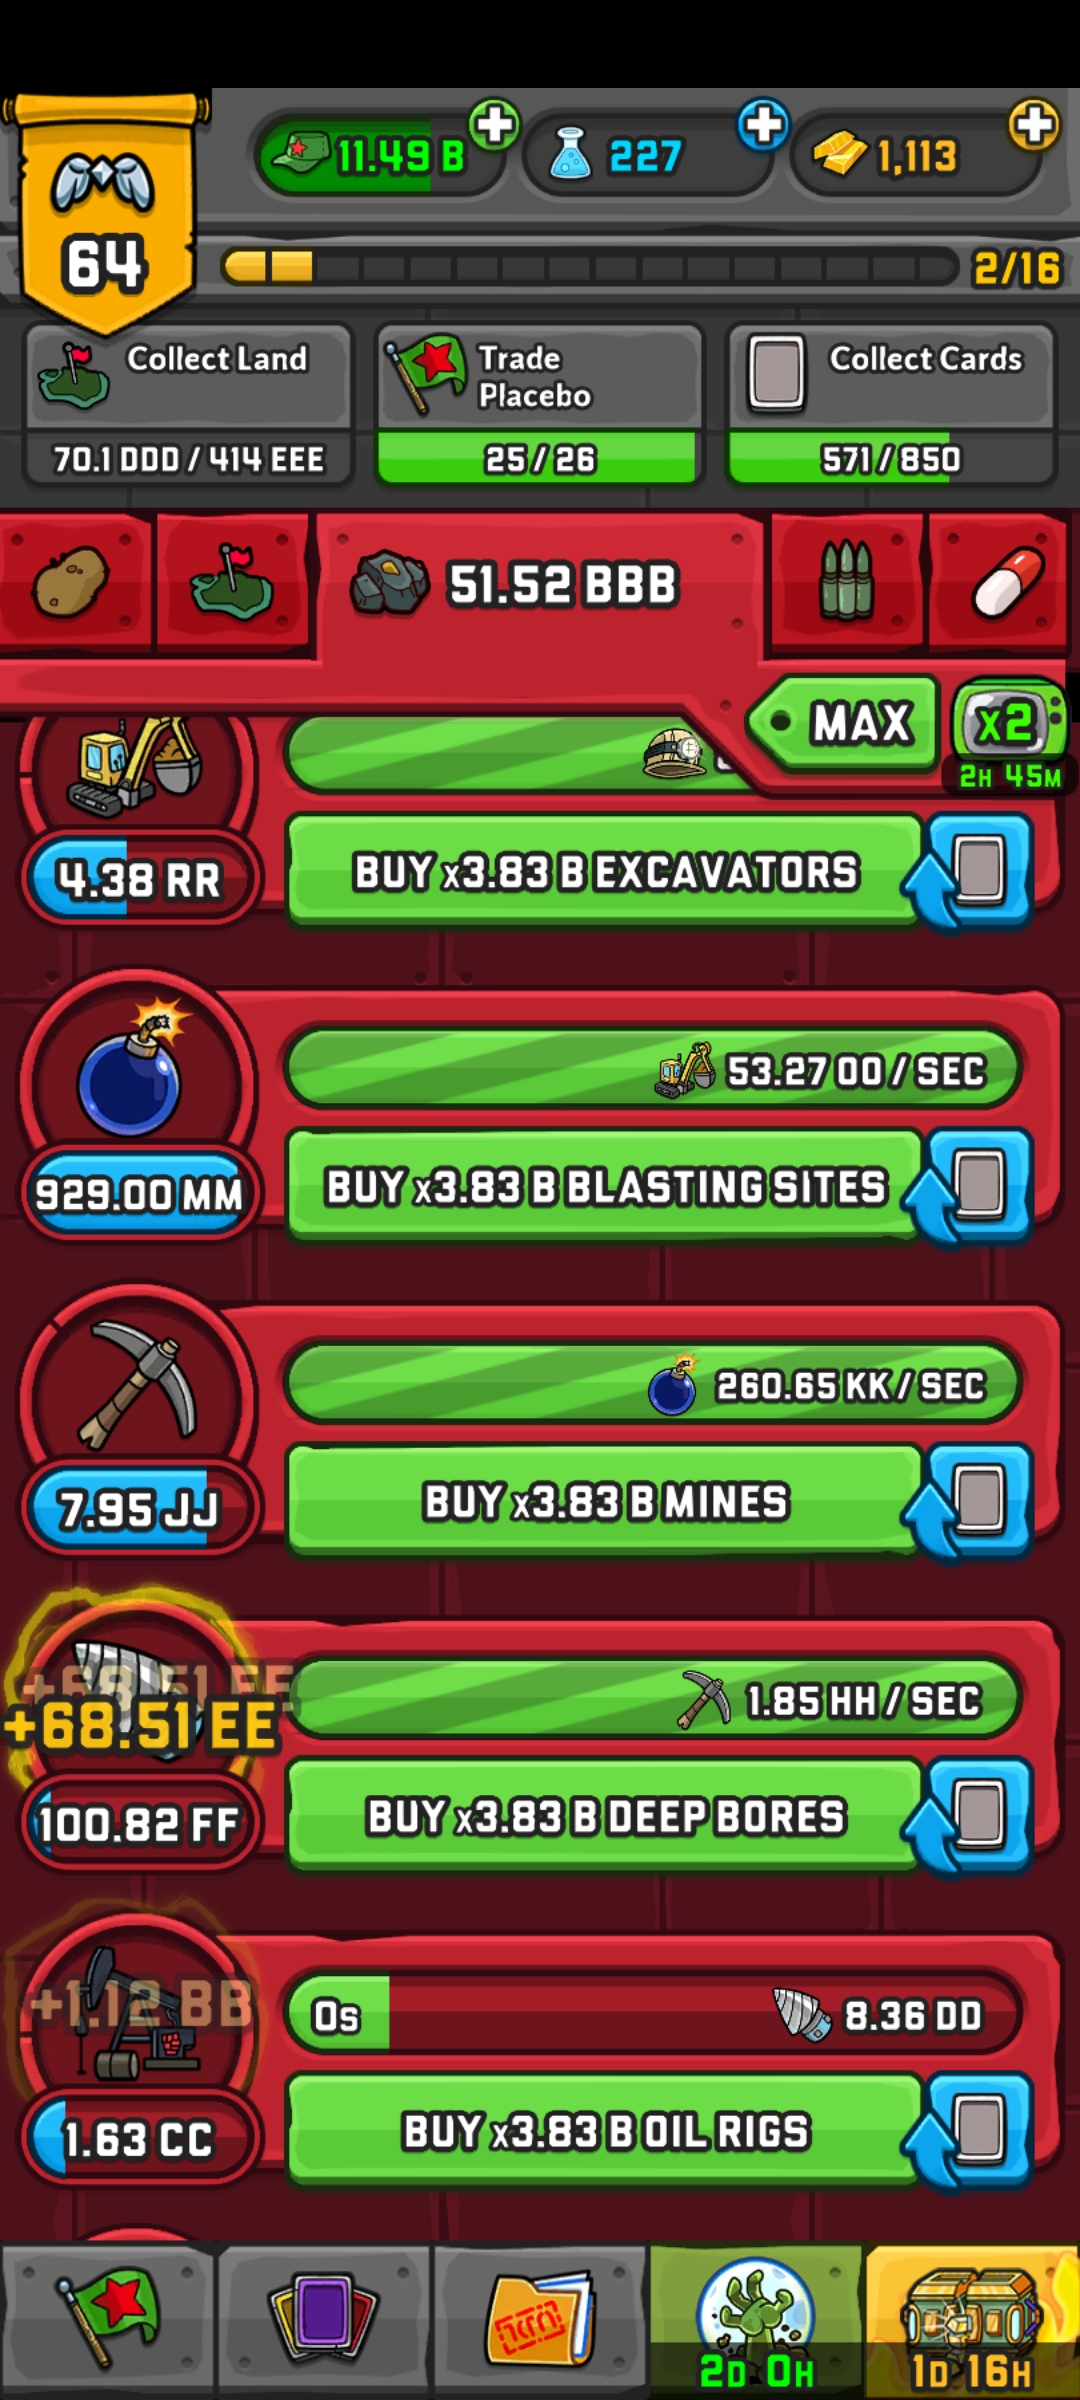 11.49 B
227
1,113
64
2/16
Collect Land
70.1 DDD / 414 EEE
Trade
Placebo
25 / 26
Collect Cards
571 / 850
51.52 BBB
MAX
x2
2H 45M
4.38 RR
BUY x3.83 B EXCAVATORS
53.27 OO / SEC
929.00 MM
BUY x3.83 B BLASTING SITES
260.65 KK / SEC
7.95 JJ
BUY x3.83 B MINES
+68.51 EE
+68.51 EE
1.85 HH / SEC
100.82 FF
BUY x3.83 B DEEP BORES
+1.12 BB
0s
8.36 DD
1.63 CC
BUY x3.83 B OIL RIGS
2D 0H
1D 16H